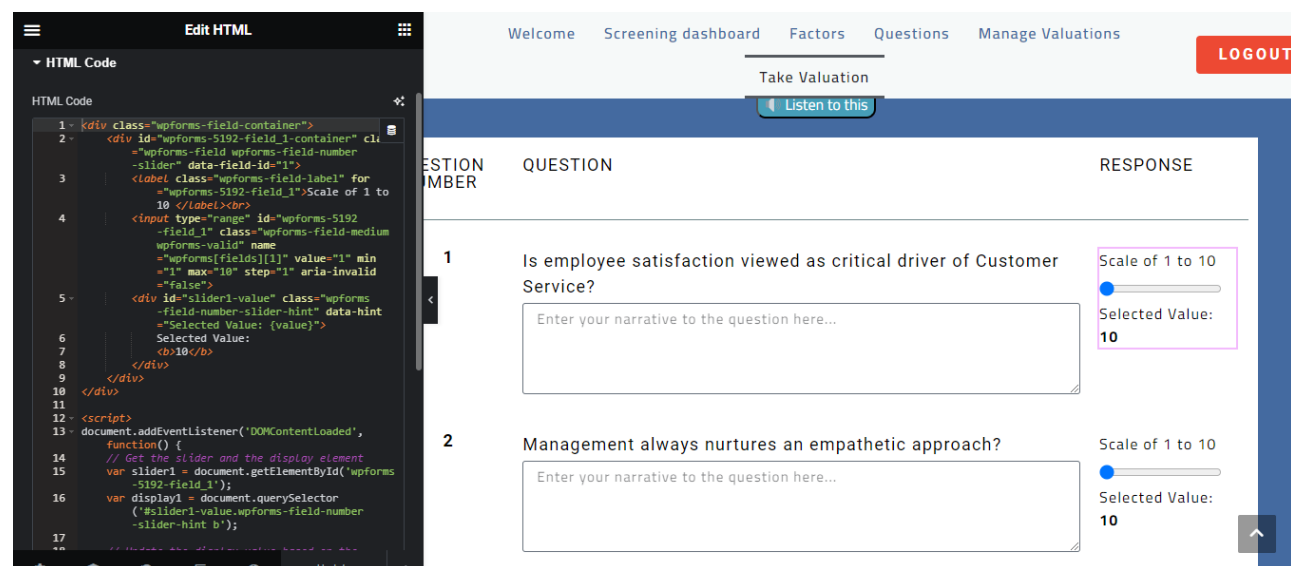 Edit HTML
HTML Code
HTML Code
1 <div class="wpforms-field-container">
2 <div id="wpforms-5192-field_1-container" cla
="wpforms-field wpforms-field-number
-slider" data-field-id="1">
3 <label class="wpforms-field-label" for
="wpforms-5192-field_1">Scale of 1 to
10 </label><br>
4 <input type="range" id="wpforms-5192
-field_1" class="wpforms-field-medium
wpforms-valid" name
="wpforms[fields][1]" value="1" min
="1" max="10" step="1" aria-invalid
="false">
5 <div id="slider1-value" class="wpforms
-field-number-slider-hint" data-hint
="Selected Value: {value}">
6 Selected Value:
7 <b>10</b>
8 </div>
9 </div>
10 </div>
11
12 <script>
13 document.addEventListener('DOMContentLoaded',
function() {
14 // Get the slider and the display element
15 var slider1 = document.getElementById('wpforms
-5192-field_1');
16 var display1 = document.querySelector
('#slider1-value.wpforms-field-number
-slider-hint b');
17
18 // Update the display value based on the
Welcome Screening dashboard Factors Questions Manage Valuations
Take Valuation
LOGOUT
Listen to this
ESTION
UMBER
QUESTION
RESPONSE
1
Is employee satisfaction viewed as critical driver of Customer
Service?
Enter your narrative to the question here...
Scale of 1 to 10
Selected Value:
10
2
Management always nurtures an empathetic approach?
Enter your narrative to the question here...
Scale of 1 to 10
Selected Value:
10